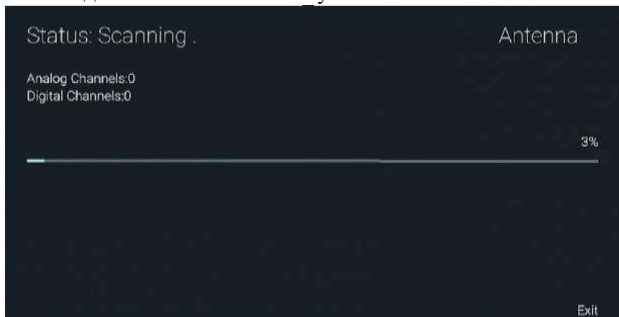 Status: Scanning .
Antenna
Analog Channels:0
Digital Channels:0
3%
Exit